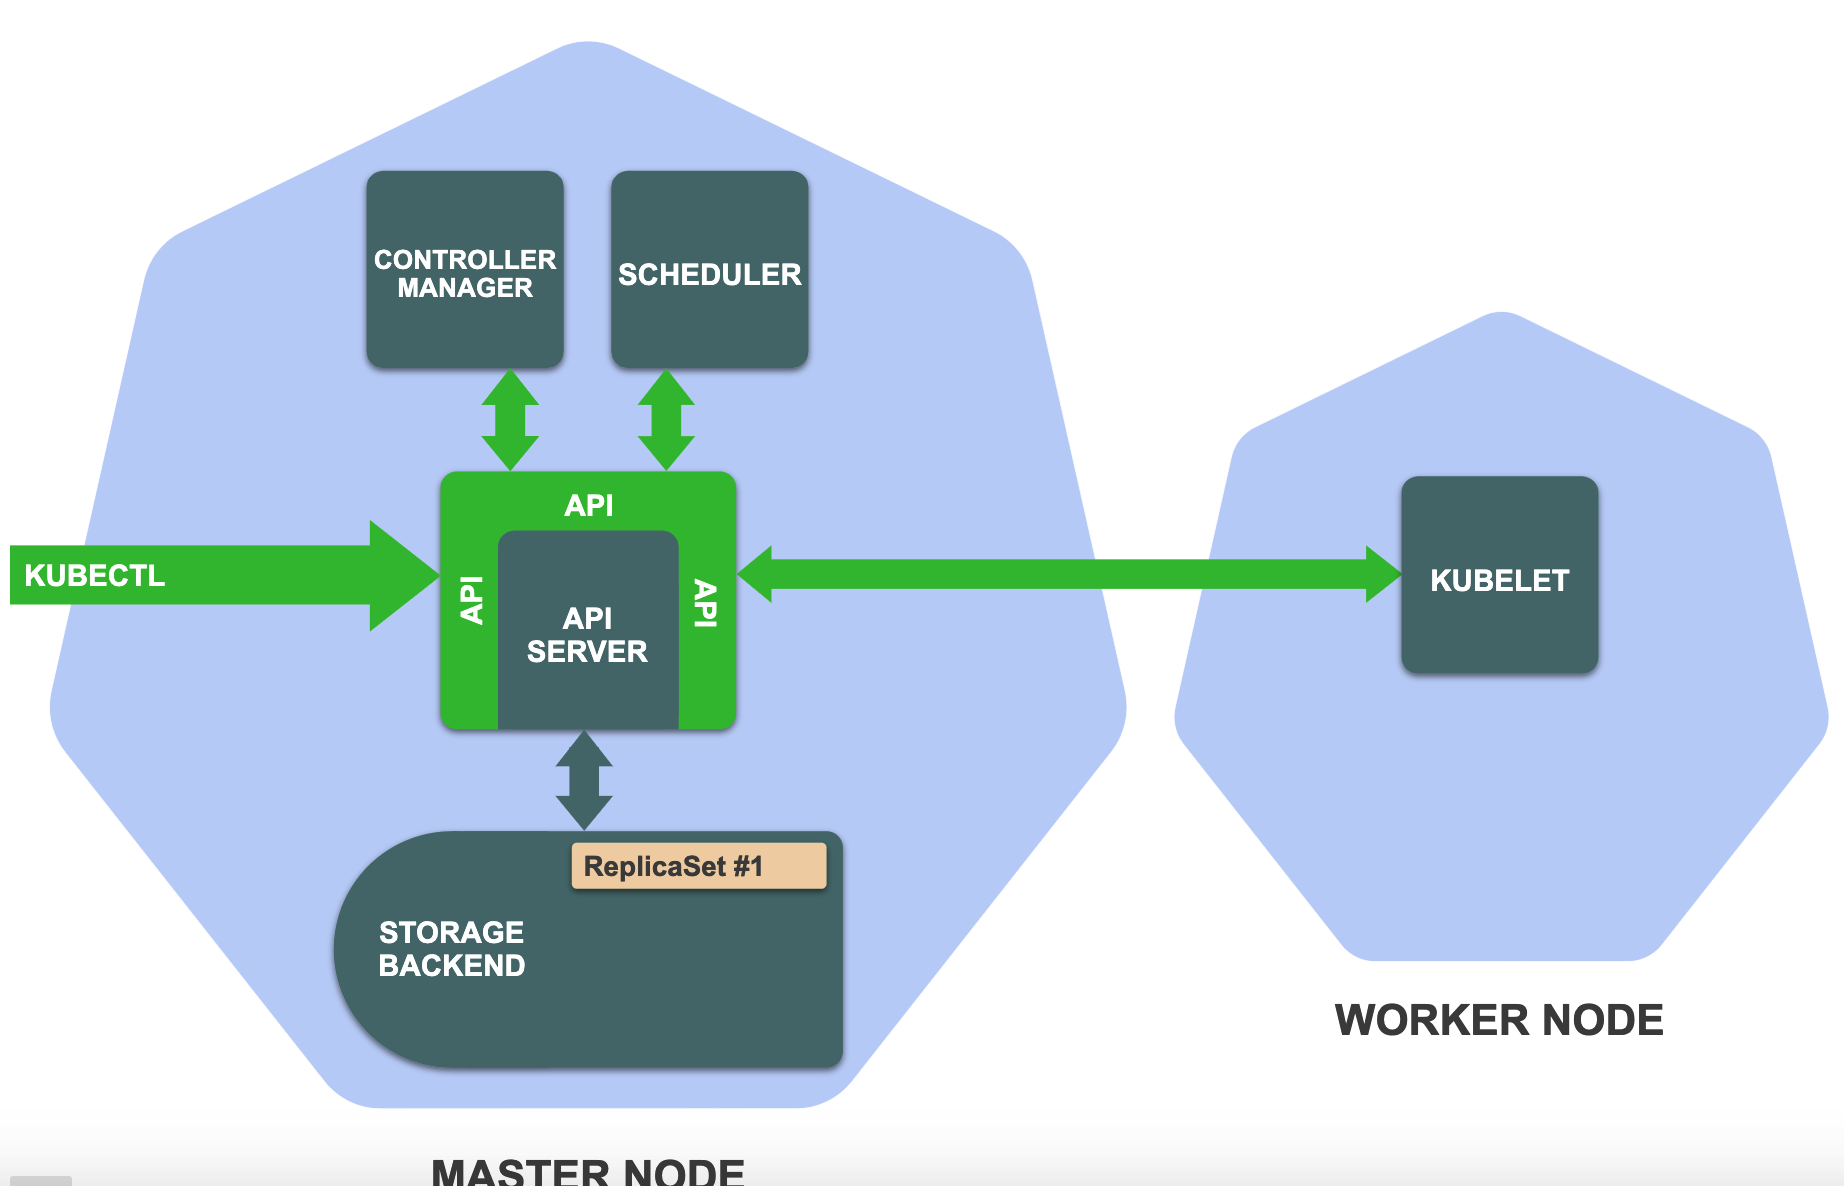 CONTROLLER
MANAGER
SCHEDULER
API
KUBECTL
API
API
SERVER
API
KUBELET
ReplicaSet #1
STORAGE
BACKEND
WORKER NODE
MASTER NODE